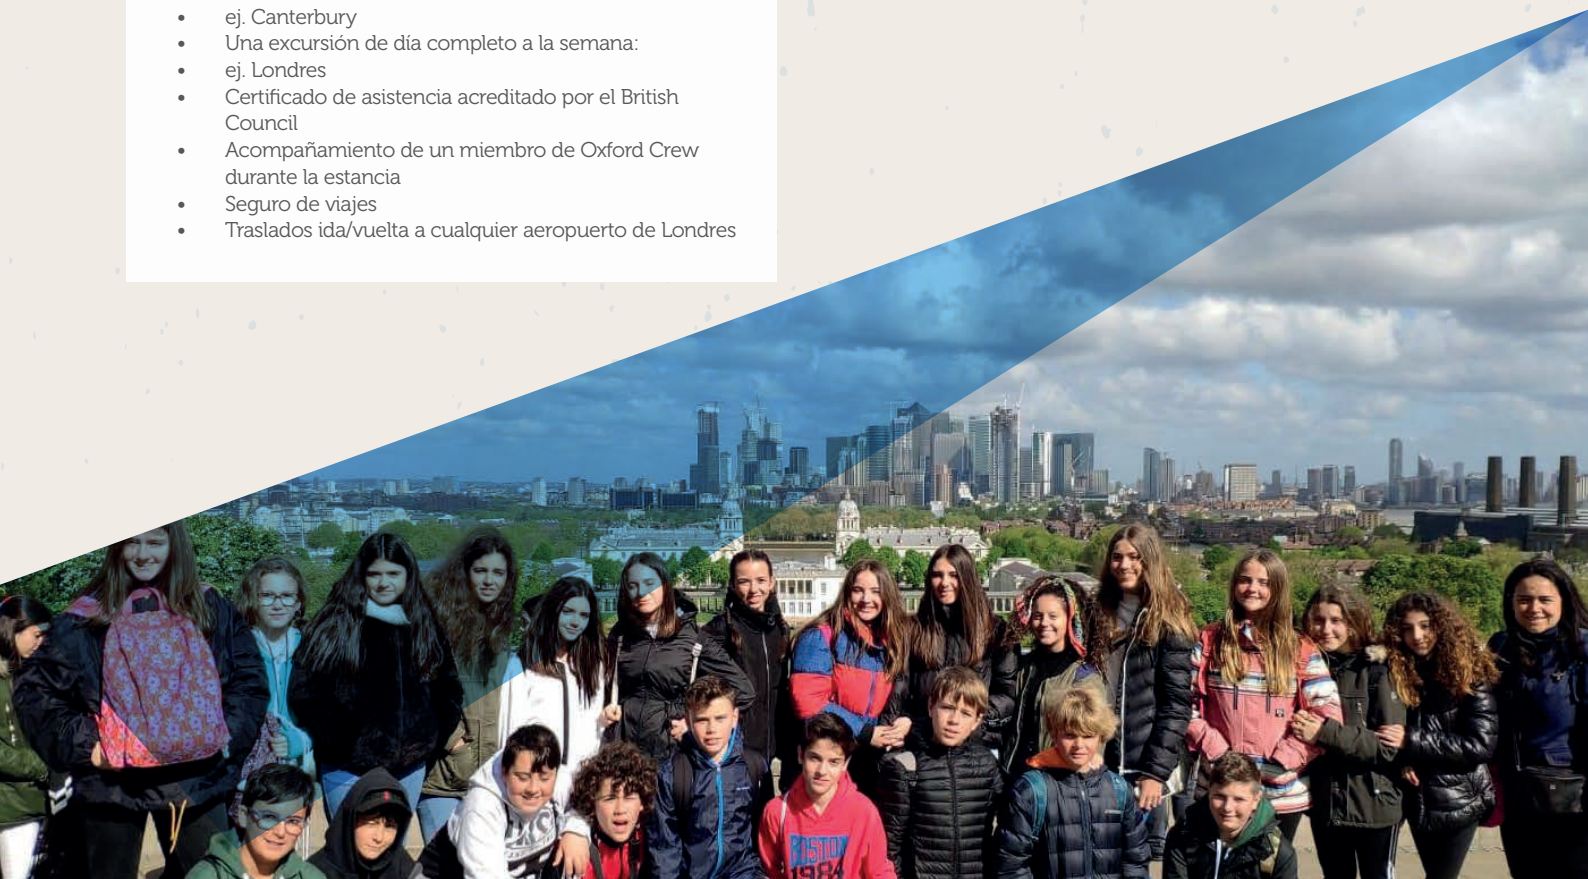 • ej. Canterbury
• Una excursión de día completo a la semana:
• ej. Londres
• Certificado de asistencia acreditado por el British
Council
• Acompañamiento de un miembro de Oxford Crew
durante la estancia
• Seguro de viajes
• Traslados ida/vuelta a cualquier aeropuerto de Londres
BOSTON
1984